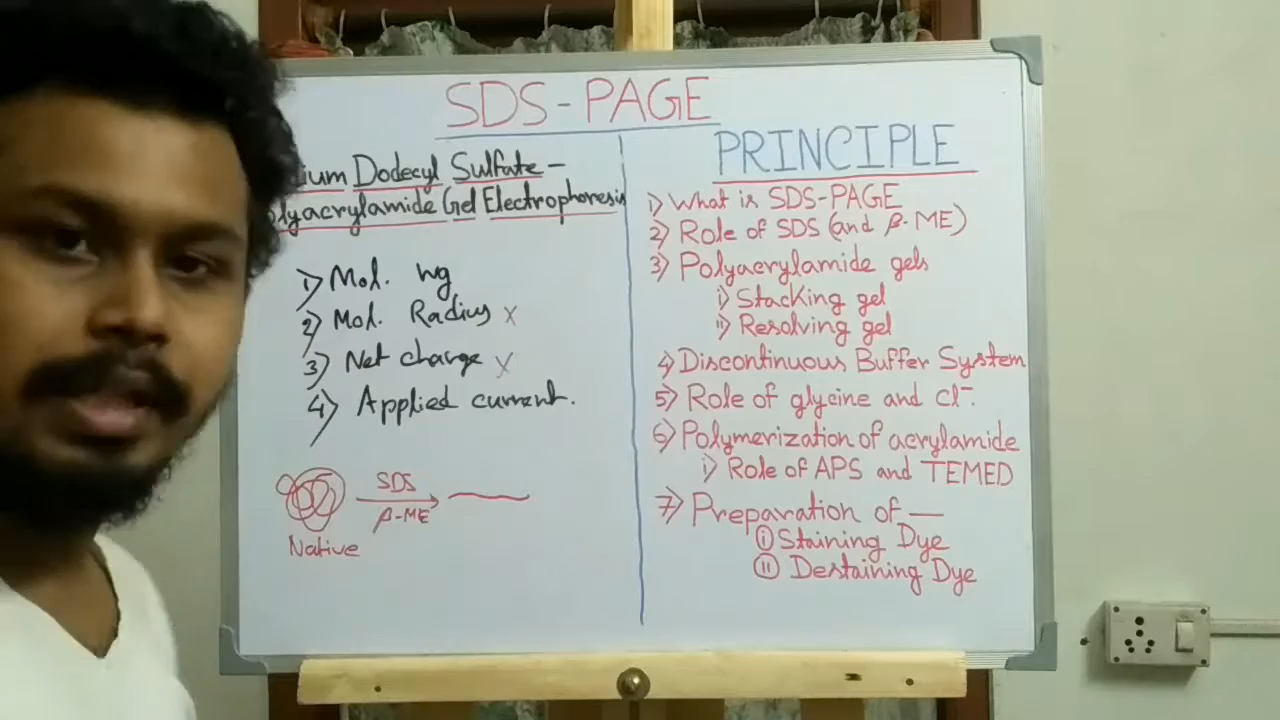 SDS-PAGE
ium Dodecyl Sulfate-
lyacrylamide Gel Electrophoresis
1) Mol. wg
2) Mol. Radius x
3) Net charge x
4) Applied current.
SDS
β-ME
Native
PRINCIPLE
1) What is SDS-PAGE
2) Role of SDS (and β-ME)
3) Polyacrylamide gels
i) Stacking gel
ii) Resolving gel
4) Discontinuous Buffer System
5) Role of glycine and Cl⁻.
6) Polymerization of acrylamide
i) Role of APS and TEMED
7) Preparation of —
i) Staining Dye
ii) Destaining Dye